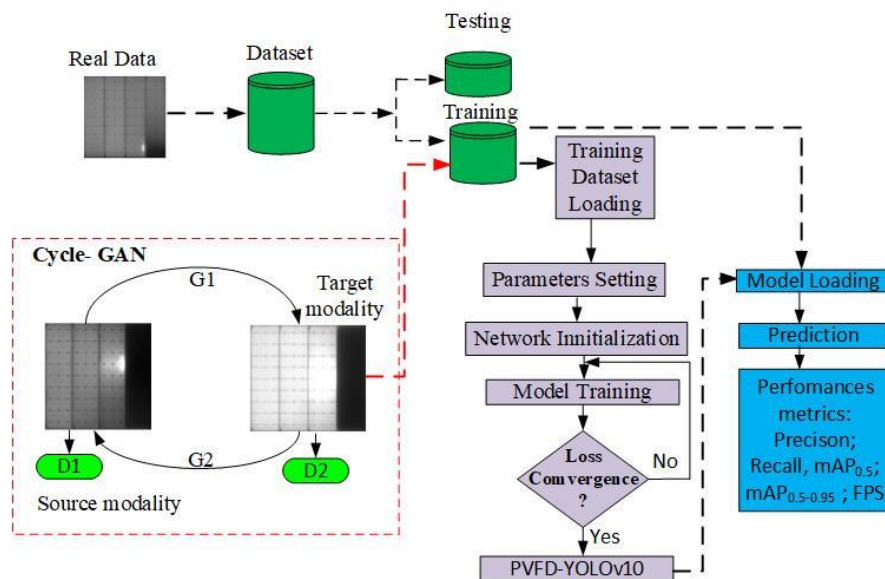 Testing
Real Data
Dataset
Training
Training
Dataset
Loading
Cycle- GAN
G1
Target
modality
G2
D1
D2
Source modality
Parameters Setting
Network Innitialization
Model Training
Loss
Comvergence
?
No
Yes
PVFD-YOLOv10
Model Loading
Prediction
Perfomances
metrics:
Precison;
Recall, mAP0.5;
mAP0.5-0.95 ; FPS